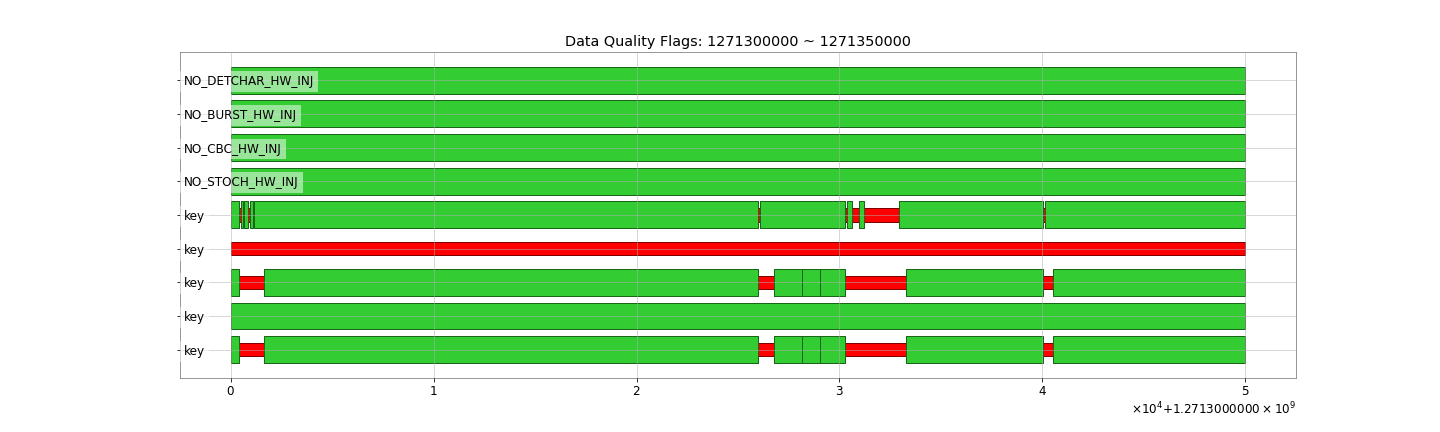 Data Quality Flags: 1271300000 ~ 1271350000
NO_DETCHAR_HW_INJ
NO_BURST_HW_INJ
NO_CBC_HW_INJ
NO_STOCH_HW_INJ
key
key
key
key
key
0 1 2 3 4 5
×10⁴+1.2713000000 × 10⁹